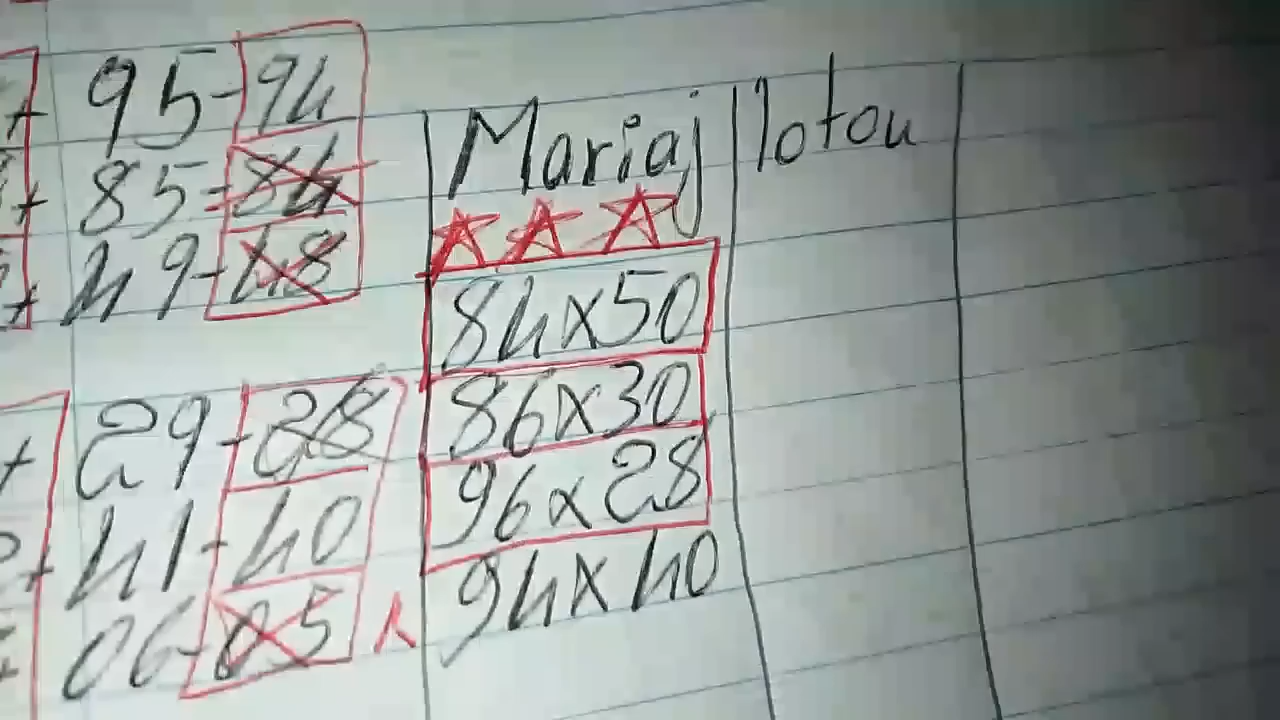 + 95-94
+ 85-84
+ 49-48
+ 29-28
+ 41-40
06-05
Mariaj
84x50
86x30
96x28
94x40
lotou